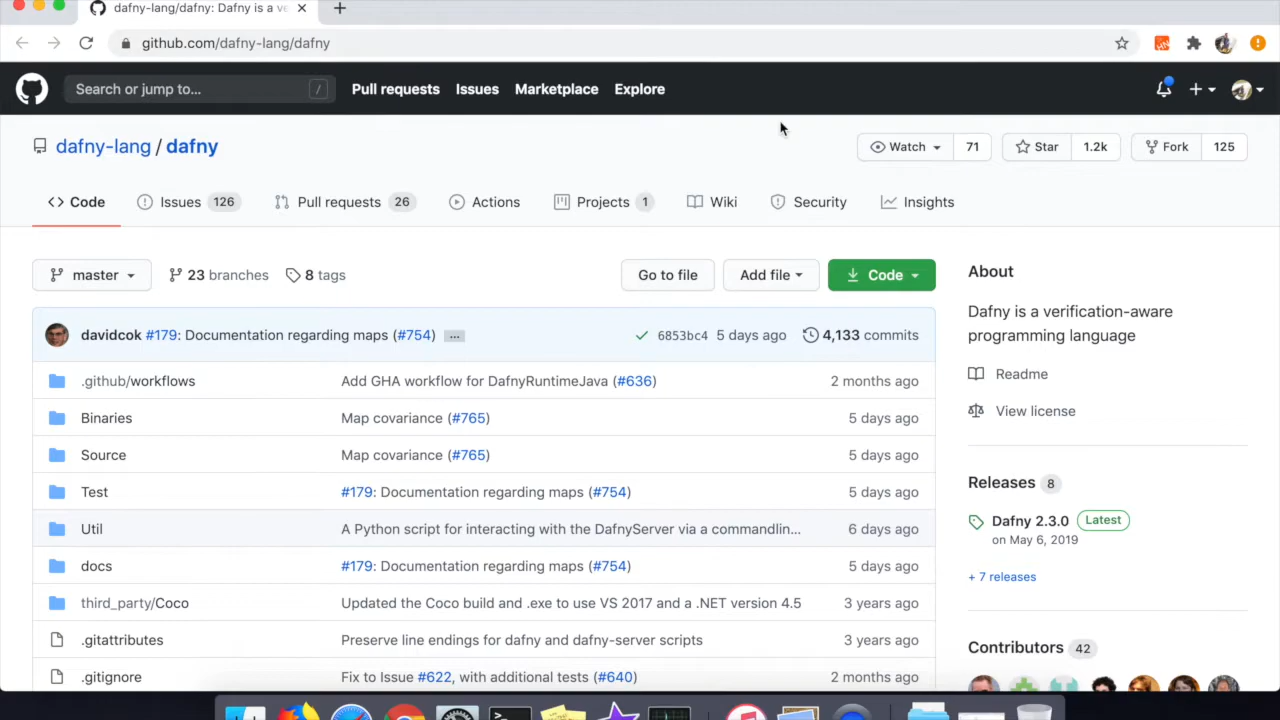 dafny-lang/dafny: Dafny is a ve
github.com/dafny-lang/dafny
Search or jump to... /
Pull requests Issues Marketplace Explore
dafny-lang / dafny
Watch 71 Star 1.2k Fork 125
Code Issues 126 Pull requests 26 Actions Projects 1 Wiki Security Insights
master 23 branches 8 tags Go to file Add file Code
davidcok #179: Documentation regarding maps (#754) ... 6853bc4 5 days ago 4,133 commits
.github/workflows Add GHA workflow for DafnyRuntimeJava (#636) 2 months ago
Binaries Map covariance (#765) 5 days ago
Source Map covariance (#765) 5 days ago
Test #179: Documentation regarding maps (#754) 5 days ago
Util A Python script for interacting with the DafnyServer via a commandlin... 6 days ago
docs #179: Documentation regarding maps (#754) 5 days ago
third_party/Coco Updated the Coco build and .exe to use VS 2017 and a .NET version 4.5 3 years ago
.gitattributes Preserve line endings for dafny and dafny-server scripts 3 years ago
.gitignore Fix to Issue #622, with additional tests (#640) 2 months ago
About
Dafny is a verification-aware
programming language
Readme
View license
Releases 8
Dafny 2.3.0 Latest
on May 6, 2019
+ 7 releases
Contributors 42